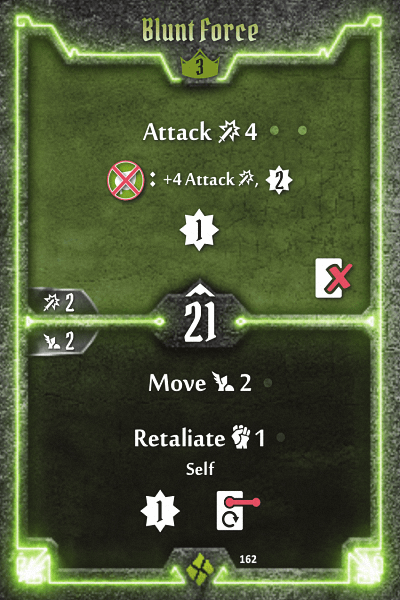 Blunt Force
3
Attack 4
: +4 Attack , 2
1
2
21
2
Move 2
Retaliate 1
Self
1
162